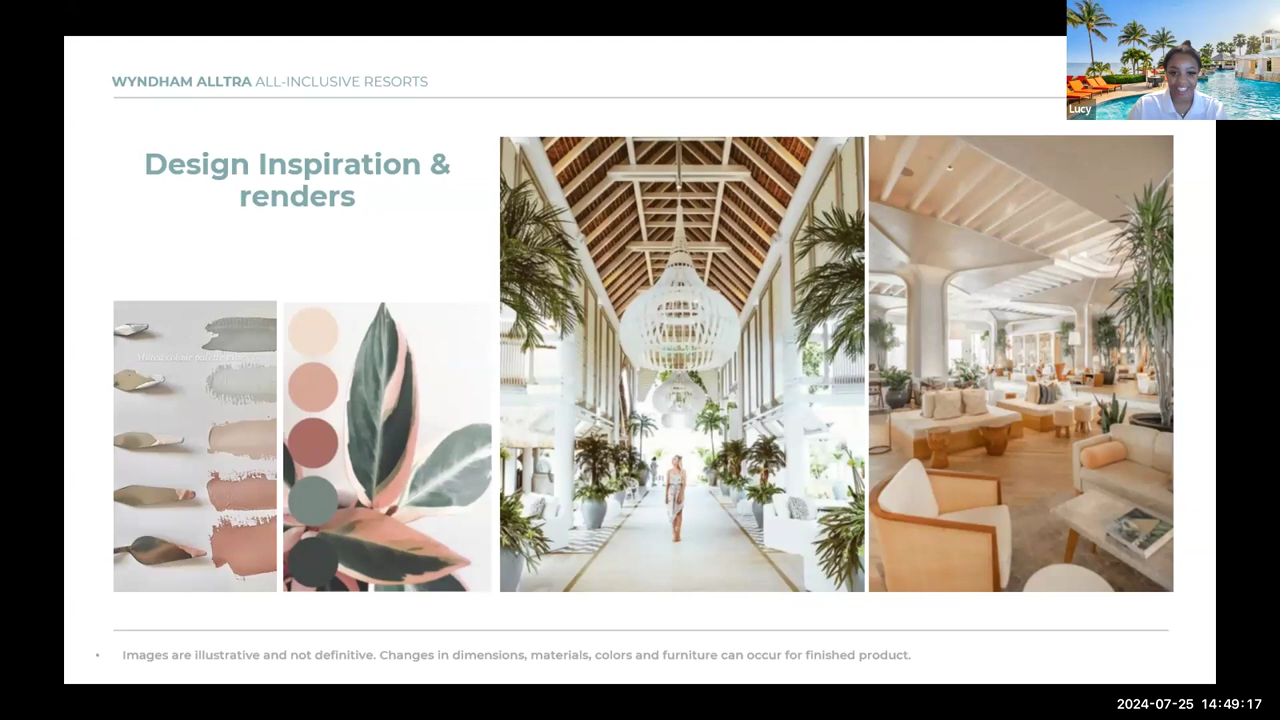 WYNDHAM ALLTRA ALL-INCLUSIVE RESORTS
Lucy
Design Inspiration &
renders
• Images are illustrative and not definitive. Changes in dimensions, materials, colors and furniture can occur for finished product.
2024-07-25 14:49:17